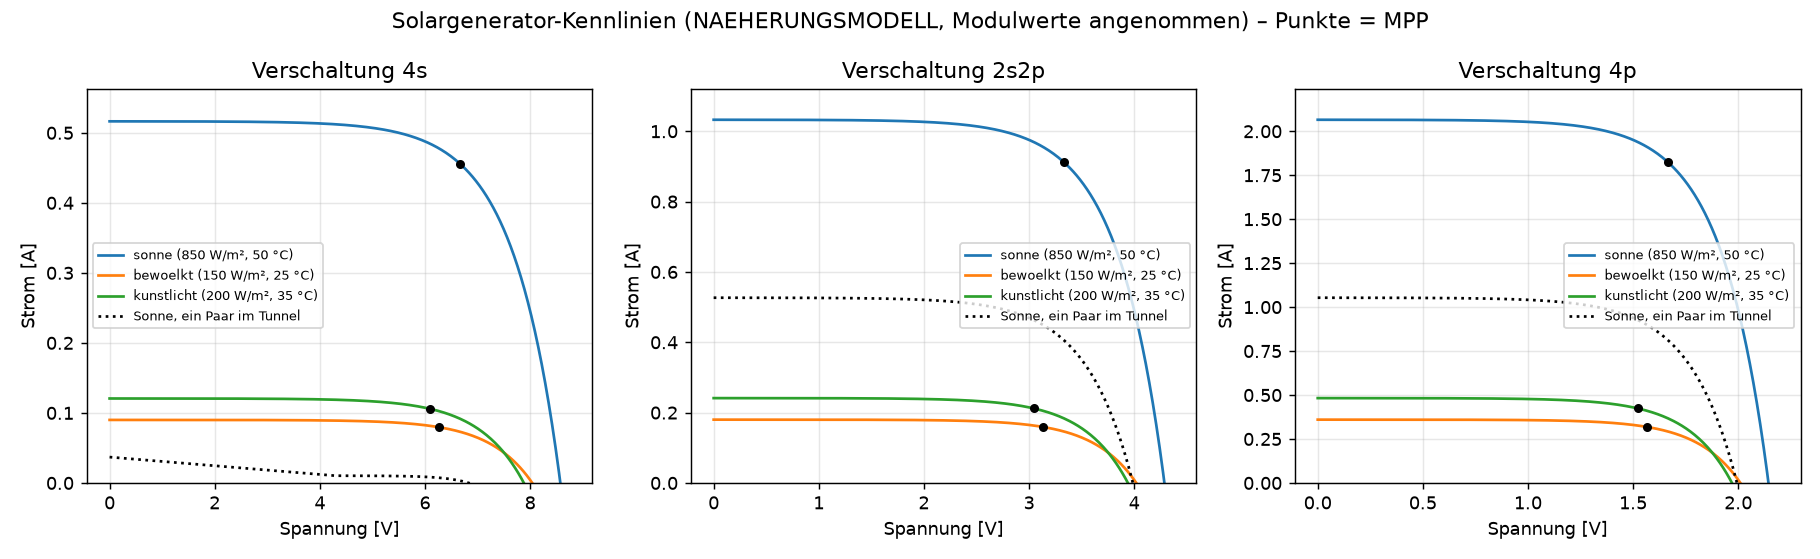 Solargenerator-Kennlinien (NAEHERUNGSMODELL, Modulwerte angenommen) – Punkte = MPP
Verschaltung 4s
Strom [A]
0.5
0.4
0.3
0.2
0.1
0.0
sonne (850 W/m², 50 °C)
bewoelkt (150 W/m², 25 °C)
kunstlicht (200 W/m², 35 °C)
Sonne, ein Paar im Tunnel
0 2 4 6 8
Spannung [V]
Verschaltung 2s2p
Strom [A]
1.0
0.8
0.6
0.4
0.2
0.0
sonne (850 W/m², 50 °C)
bewoelkt (150 W/m², 25 °C)
kunstlicht (200 W/m², 35 °C)
Sonne, ein Paar im Tunnel
0 1 2 3 4
Spannung [V]
Verschaltung 4p
Strom [A]
2.00
1.75
1.50
1.25
1.00
0.75
0.50
0.25
0.00
sonne (850 W/m², 50 °C)
bewoelkt (150 W/m², 25 °C)
kunstlicht (200 W/m², 35 °C)
Sonne, ein Paar im Tunnel
0.0 0.5 1.0 1.5 2.0
Spannung [V]